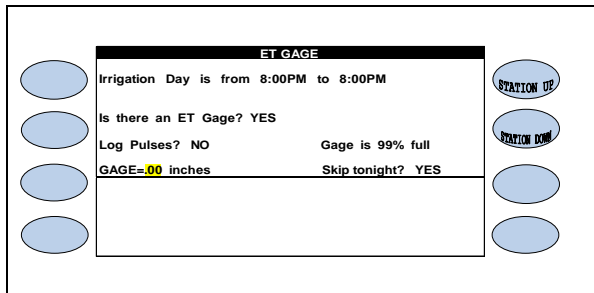 ET GAGE
Irrigation Day is from 8:00PM to 8:00PM
STATION UP
Is there an ET Gage? YES
STATION DOWN
Log Pulses? NO Gage is 99% full
GAGE=.00 inches Skip tonight? YES